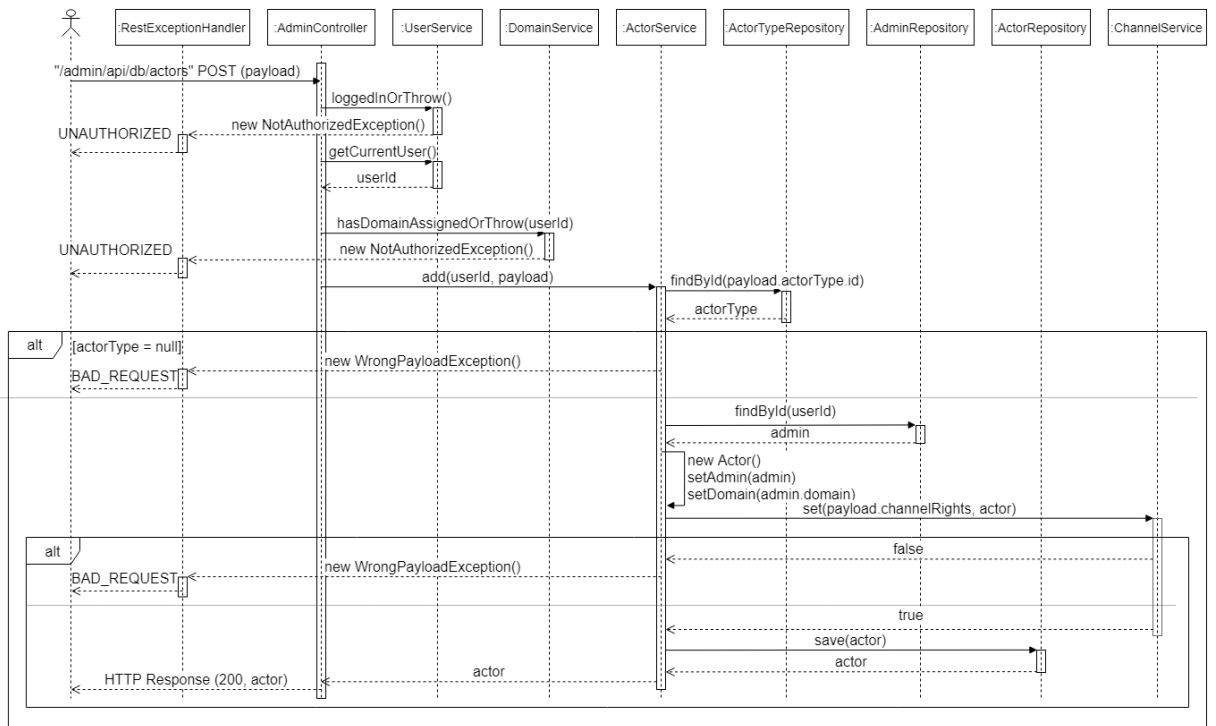 :RestExceptionHandler
:AdminController
:UserService
:DomainService
:ActorService
:ActorTypeRepository
:AdminRepository
:ActorRepository
:ChannelService
"/admin/api/db/actors" POST (payload)
loggedInOrThrow()
new NotAuthorizedException()
UNAUTHORIZED
getCurrentUser()
userId
hasDomainAssignedOrThrow(userId)
new NotAuthorizedException()
UNAUTHORIZED
add(userId, payload)
findById(payload.actorType.id)
actorType
alt
[actorType = null]
new WrongPayloadException()
BAD_REQUEST
findById(userId)
admin
new Actor()
setAdmin(admin)
setDomain(admin.domain)
set(payload.channelRights, actor)
alt
false
new WrongPayloadException()
BAD_REQUEST
true
save(actor)
actor
actor
HTTP Response (200, actor)